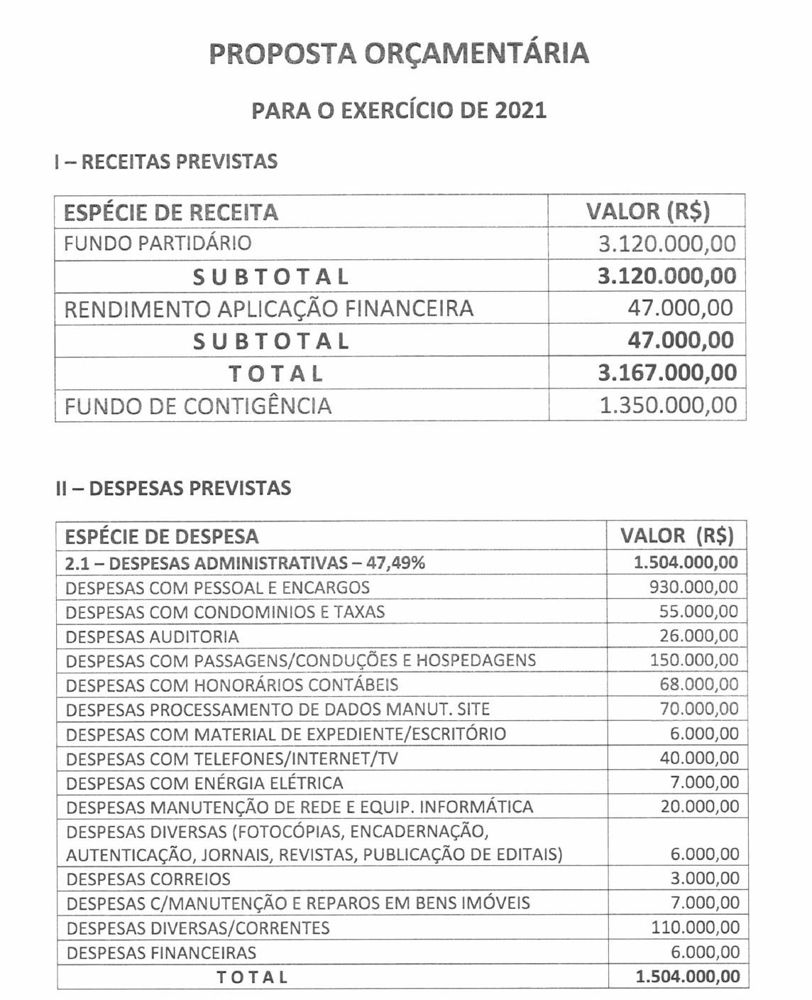 PROPOSTA ORÇAMENTÁRIA
PARA O EXERCÍCIO DE 2021
I – RECEITAS PREVISTAS
ESPÉCIE DE RECEITA VALOR (R$)
FUNDO PARTIDÁRIO 3.120.000,00
S U B T O T A L 3.120.000,00
RENDIMENTO APLICAÇÃO FINANCEIRA 47.000,00
S U B T O T A L 47.000,00
T O T A L 3.167.000,00
FUNDO DE CONTIGÊNCIA 1.350.000,00
II – DESPESAS PREVISTAS
ESPÉCIE DE DESPESA VALOR (R$)
2.1 – DESPESAS ADMINISTRATIVAS – 47,49% 1.504.000,00
DESPESAS COM PESSOAL E ENCARGOS 930.000,00
DESPESAS COM CONDOMINIOS E TAXAS 55.000,00
DESPESAS AUDITORIA 26.000,00
DESPESAS COM PASSAGENS/CONDUÇÕES E HOSPEDAGENS 150.000,00
DESPESAS COM HONORÁRIOS CONTÁBEIS 68.000,00
DESPESAS PROCESSAMENTO DE DADOS MANUT. SITE 70.000,00
DESPESAS COM MATERIAL DE EXPEDIENTE/ESCRITÓRIO 6.000,00
DESPESAS COM TELEFONES/INTERNET/TV 40.000,00
DESPESAS COM ENÉRGIA ELÉTRICA 7.000,00
DESPESAS MANUTENÇÃO DE REDE E EQUIP. INFORMÁTICA 20.000,00
DESPESAS DIVERSAS (FOTOCÓPIAS, ENCADERNAÇÃO,
AUTENTICAÇÃO, JORNAIS, REVISTAS, PUBLICAÇÃO DE EDITAIS) 6.000,00
DESPESAS CORREIOS 3.000,00
DESPESAS C/MANUTENÇÃO E REPAROS EM BENS IMÓVEIS 7.000,00
DESPESAS DIVERSAS/CORRENTES 110.000,00
DESPESAS FINANCEIRAS 6.000,00
T O T A L 1.504.000,00